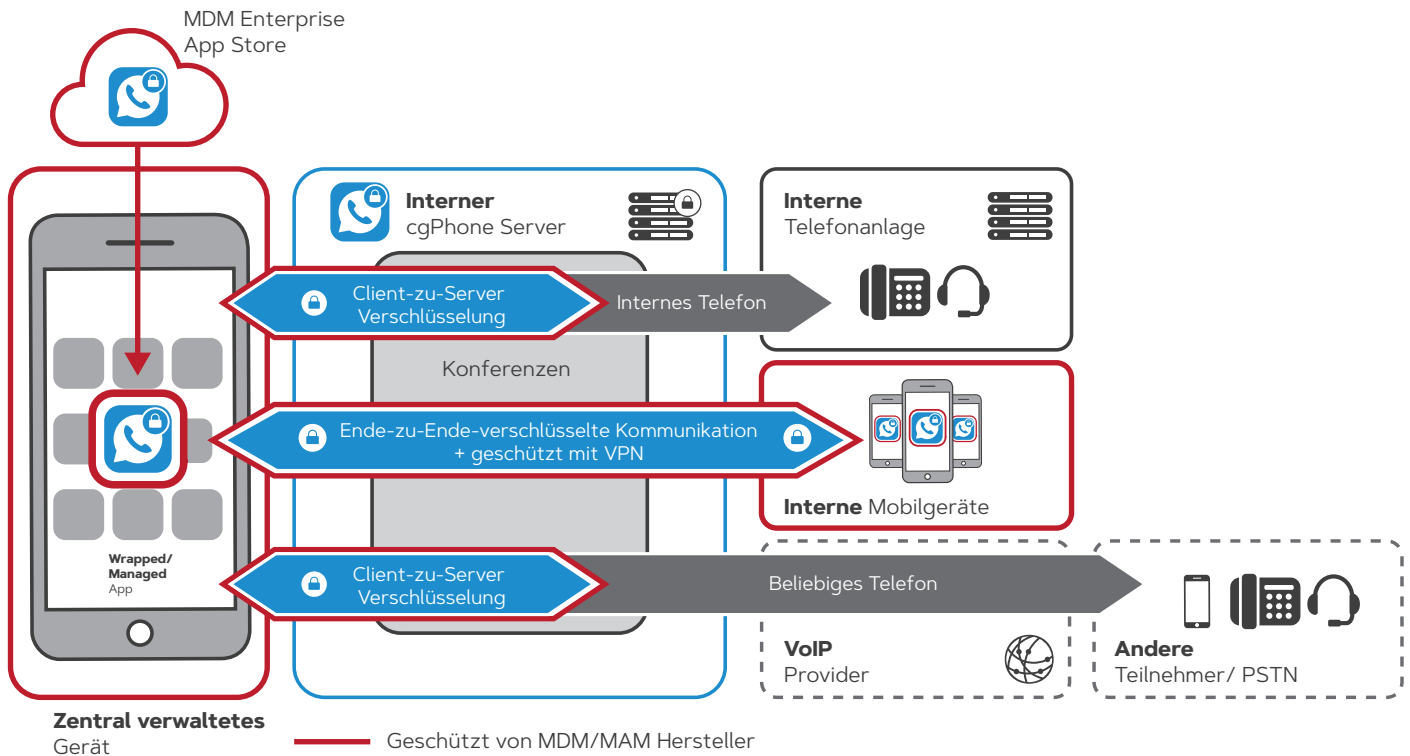 MDM Enterprise
App Store
Interner
cgPhone Server
Interne
Telefonanlage
Client-zu-Server
Verschlüsselung
Internes Telefon
Konferenzen
Ende-zu-Ende-verschlüsselte Kommunikation
+ geschützt mit VPN
Interne Mobilgeräte
Wrapped/
Managed
App
Client-zu-Server
Verschlüsselung
Beliebiges Telefon
VoIP
Provider
Andere
Teilnehmer/ PSTN
Zentral verwaltetes
Gerät
Geschützt von MDM/MAM Hersteller